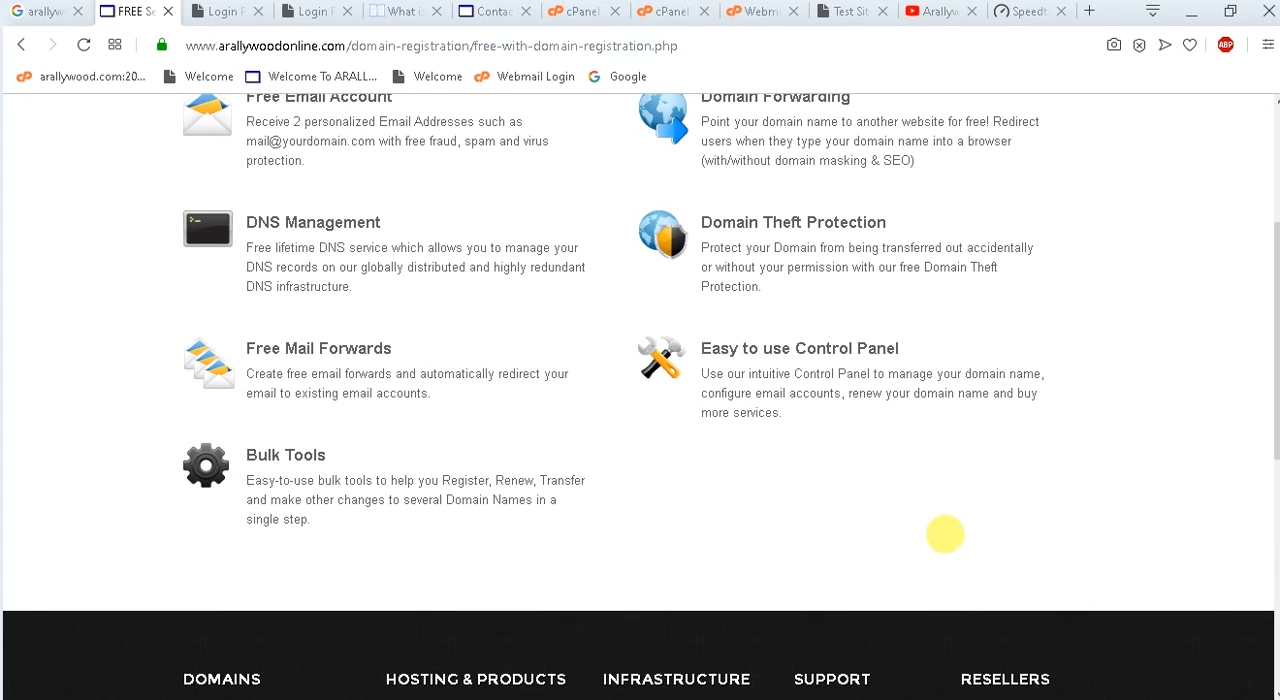 arallyw
FREE Se
Login P
Login P
What is
Contac
cPanel
cPanel
Webm
Test Sit
Arallyw
Speedt
www.arallywoodonline.com/domain-registration/free-with-domain-registration.php
ABP
arallywood.com:20...
Welcome
Welcome To ARALL...
Welcome
Webmail Login
Google
Free Email Account
Receive 2 personalized Email Addresses such as
mail@yourdomain.com with free fraud, spam and virus
protection.
Domain Forwarding
Point your domain name to another website for free! Redirect
users when they type your domain name into a browser
(with/without domain masking & SEO)
DNS Management
Free lifetime DNS service which allows you to manage your
DNS records on our globally distributed and highly redundant
DNS infrastructure.
Domain Theft Protection
Protect your Domain from being transferred out accidentally
or without your permission with our free Domain Theft
Protection.
Free Mail Forwards
Create free email forwards and automatically redirect your
email to existing email accounts.
Easy to use Control Panel
Use our intuitive Control Panel to manage your domain name,
configure email accounts, renew your domain name and buy
more services.
Bulk Tools
Easy-to-use bulk tools to help you Register, Renew, Transfer
and make other changes to several Domain Names in a
single step.
DOMAINS
HOSTING & PRODUCTS
INFRASTRUCTURE
SUPPORT
RESELLERS